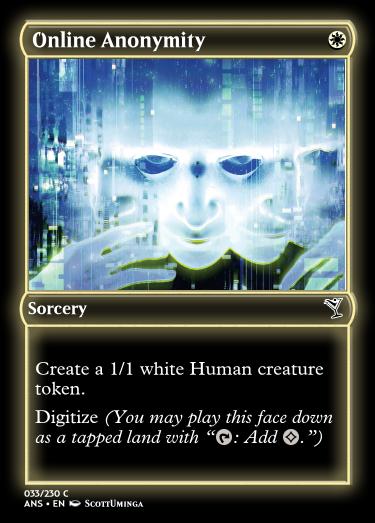 Online Anonymity
Sorcery
Create a 1/1 white Human creature
token.
Digitize (You may play this face down
as a tapped land with “: Add .”)
033/230 C
ANS • EN ScottUminga